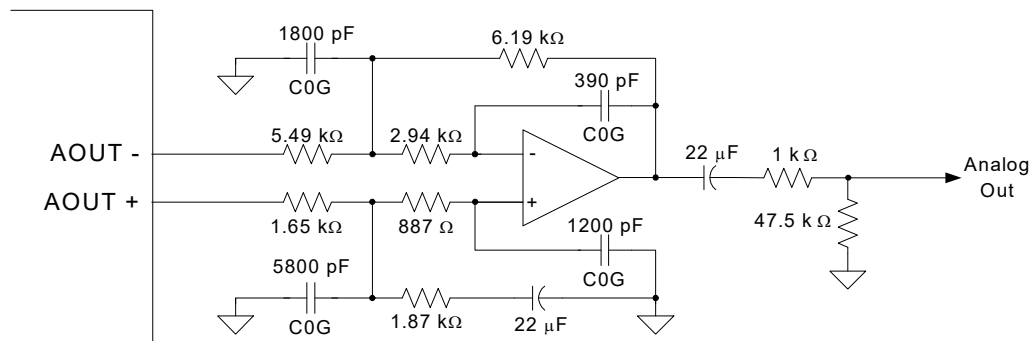 1800 pF
C0G
6.19 kΩ
390 pF
C0G
5.49 kΩ
2.94 kΩ
AOUT -
-
22 µF
1 kΩ
Analog
Out
AOUT +
+
1.65 kΩ
887 Ω
1200 pF
C0G
47.5 k Ω
5800 pF
C0G
1.87 kΩ
22 µF